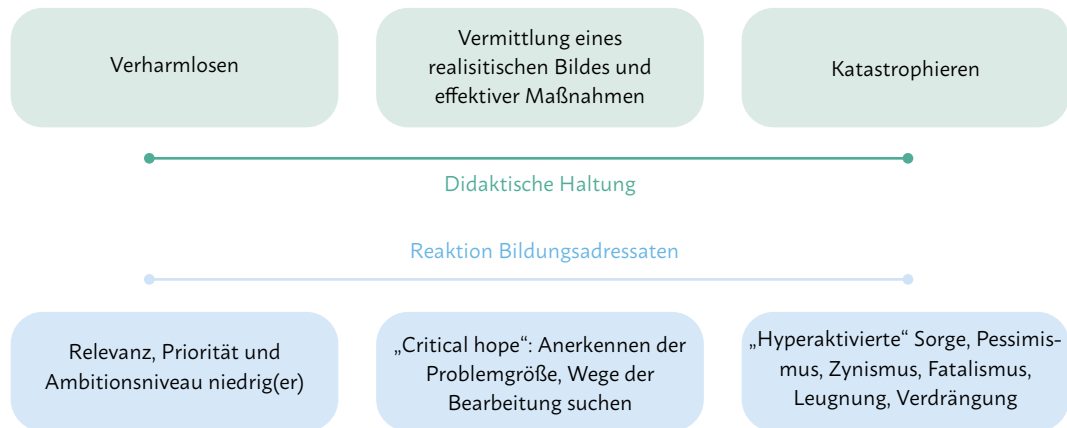 Verharmlosen
Vermittlung eines
realisitischen Bildes und
effektiver Maßnahmen
Katastrophieren
Didaktische Haltung
Reaktion Bildungsadressaten
Relevanz, Priorität und
Ambitionsniveau niedrig(er)
„Critical hope“: Anerkennen der
Problemgröße, Wege der
Bearbeitung suchen
„Hyperaktivierte“ Sorge, Pessimis-
mus, Zynismus, Fatalismus,
Leugnung, Verdrängung